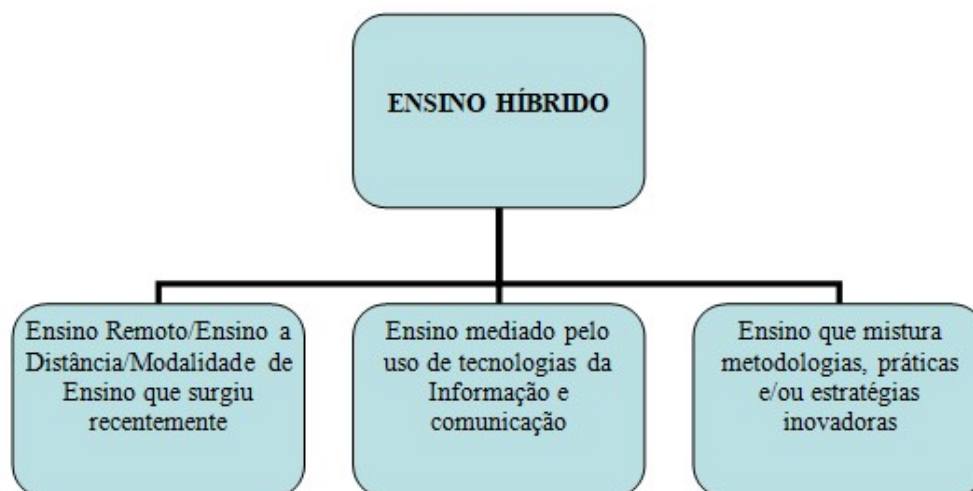 ENSINO HÍBRIDO
Ensino Remoto/Ensino a
Distância/Modalidade de
Ensino que surgiu
recentemente
Ensino mediado pelo
uso de tecnologias da
Informação e
comunicação
Ensino que mistura
metodologias, práticas
e/ou estratégias
inovadoras